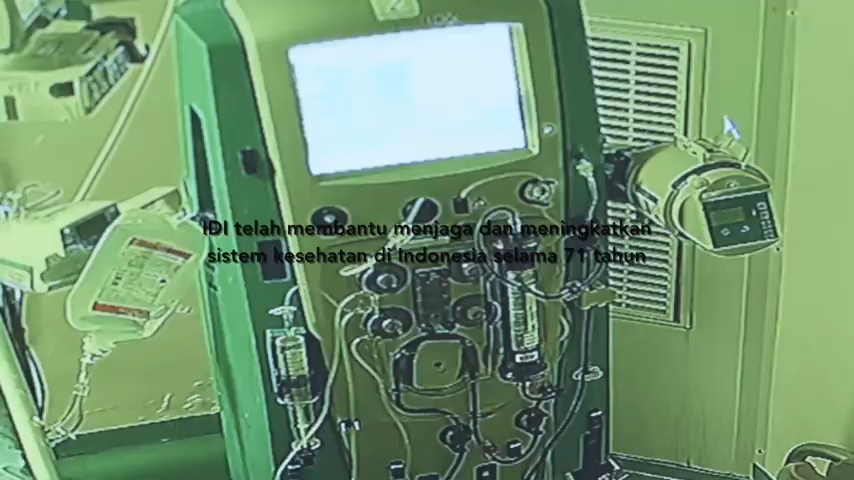 IDI telah membantu menjaga dan meningkatkan
sistem kesehatan di Indonesia selama 71 tahun